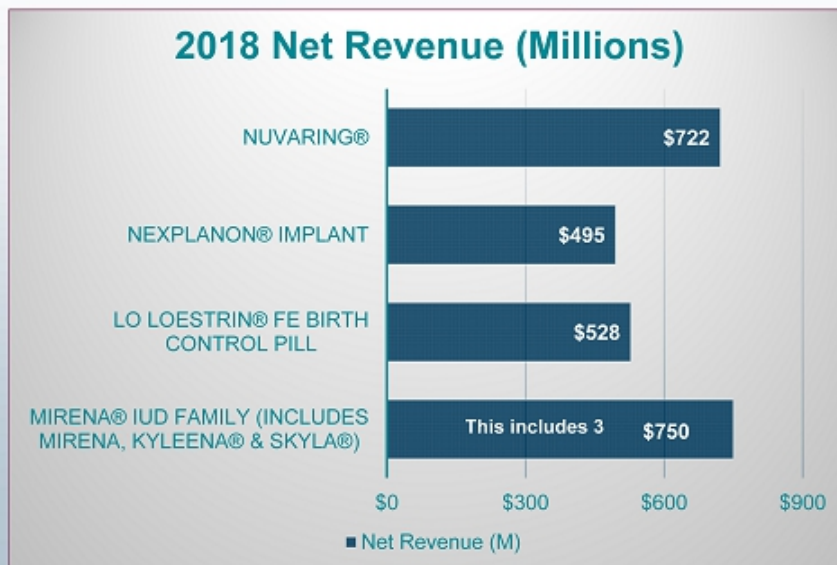 2018 Net Revenue (Millions)
NUVARING®
$722
NEXPLANON® IMPLANT
$495
LO LOESTRIN® FE BIRTH
CONTROL PILL
$528
MIRENA® IUD FAMILY (INCLUDES
MIRENA, KYLEENA® & SKYLA®)
This includes 3
$750
$0 $300 $600 $900
Net Revenue (M)